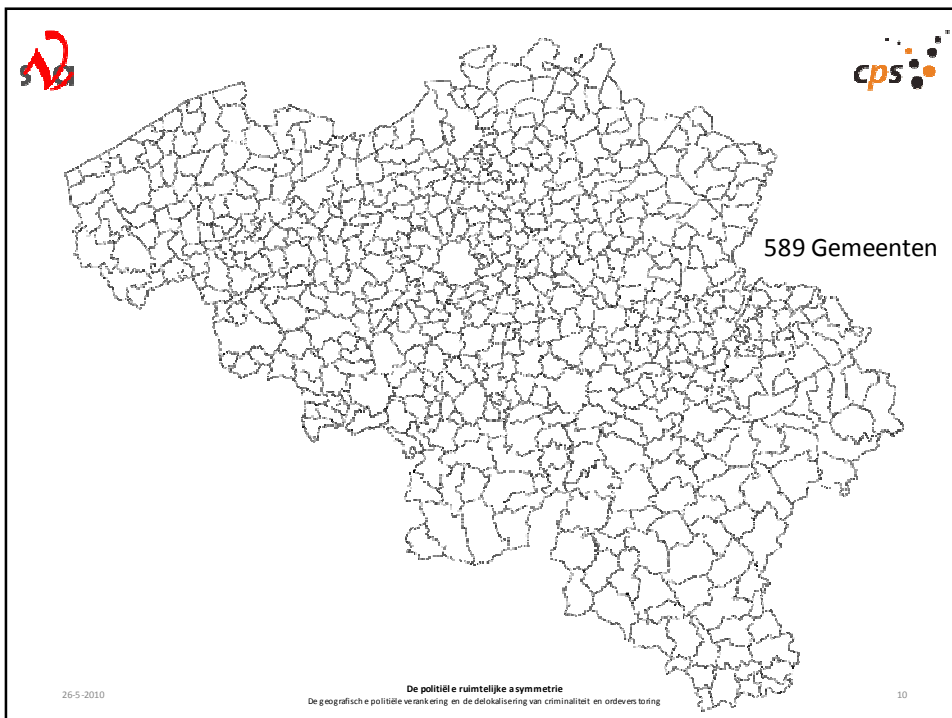 cps
589 Gemeenten
26-5-2010
De politiële ruimtelijke asymmetrie
De geografische politiële verankering en de delokalisering van criminaliteit en ordeverstoring
10